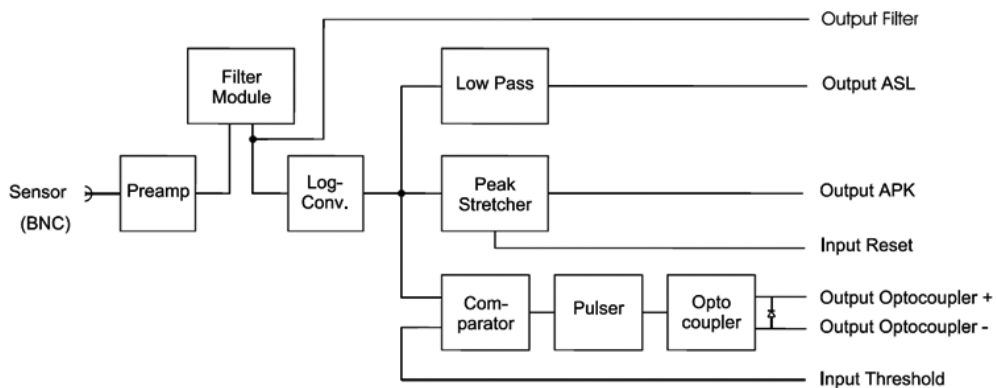 Output Filter
Filter
Module
Low Pass
Output ASL
Sensor
(BNC)
Preamp
Log-
Conv.
Peak
Stretcher
Output APK
Input Reset
Com-
parator
Pulser
Opto
coupler
Output Optocoupler +
Output Optocoupler -
Input Threshold